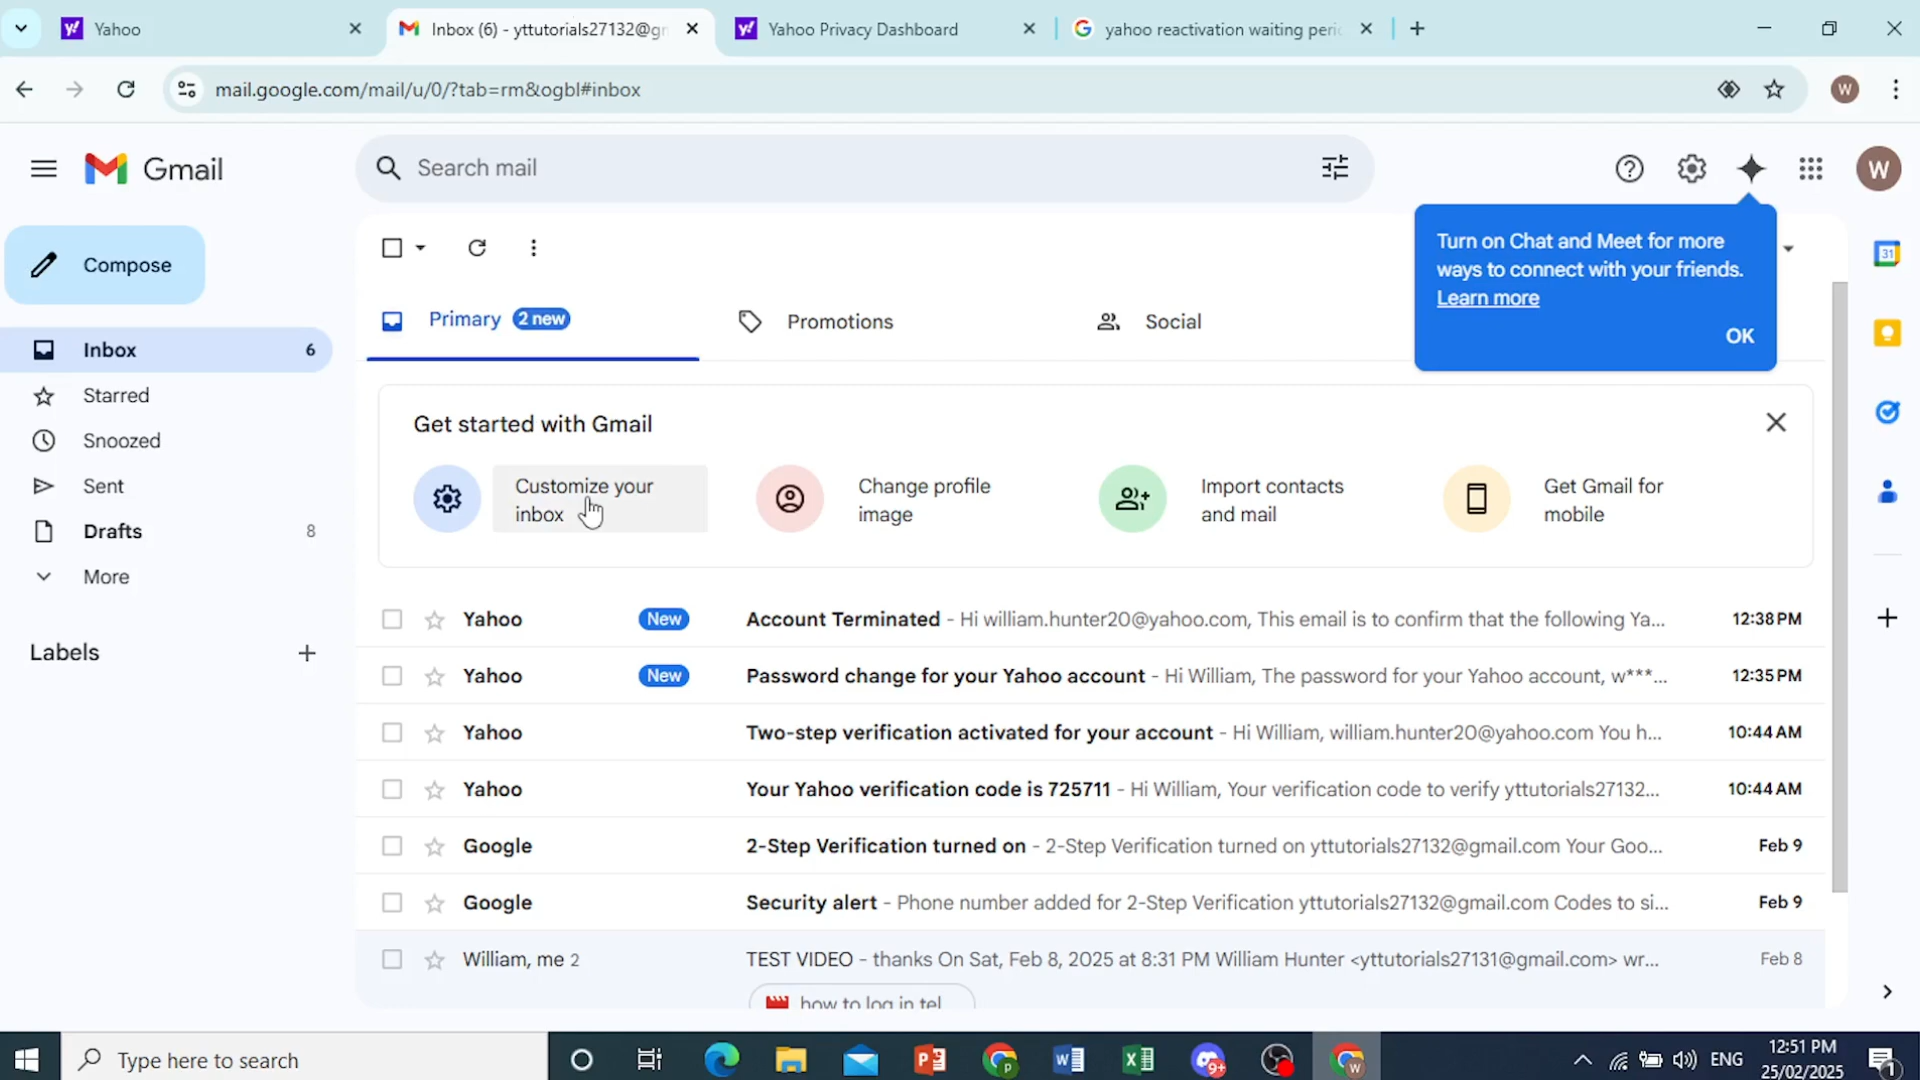 Yahoo
Inbox (6) - yttutorials27132@gr
Yahoo Privacy Dashboard
yahoo reactivation waiting peric
mail.google.com/mail/u/0/?tab=rm&ogbl#inbox
W
Gmail
Search mail
W
Turn on Chat and Meet for more
ways to connect with your friends.
Learn more
OK
Compose
Primary 2 new
Promotions
Social
31
Inbox 6
Starred
Snoozed
Sent
Drafts 8
More
Labels
Get started with Gmail
Customize your
inbox
Change profile
image
Import contacts
and mail
Get Gmail for
mobile
Yahoo New Account Terminated - Hi william.hunter20@yahoo.com, This email is to confirm that the following Ya... 12:38 PM
Yahoo New Password change for your Yahoo account - Hi William, The password for your Yahoo account, w***... 12:35 PM
Yahoo Two-step verification activated for your account - Hi William, william.hunter20@yahoo.com You h... 10:44 AM
Yahoo Your Yahoo verification code is 725711 - Hi William, Your verification code to verify yttutorials27132... 10:44 AM
Google 2-Step Verification turned on - 2-Step Verification turned on yttutorials27132@gmail.com Your Goo... Feb 9
Google Security alert - Phone number added for 2-Step Verification yttutorials27132@gmail.com Codes to si... Feb 9
William, me 2 TEST VIDEO - thanks On Sat, Feb 8, 2025 at 8:31 PM William Hunter <yttutorials27131@gmail.com> wr... Feb 8
how to log in tel
Type here to search
9+
ENG
12:51 PM
25/02/2025
1